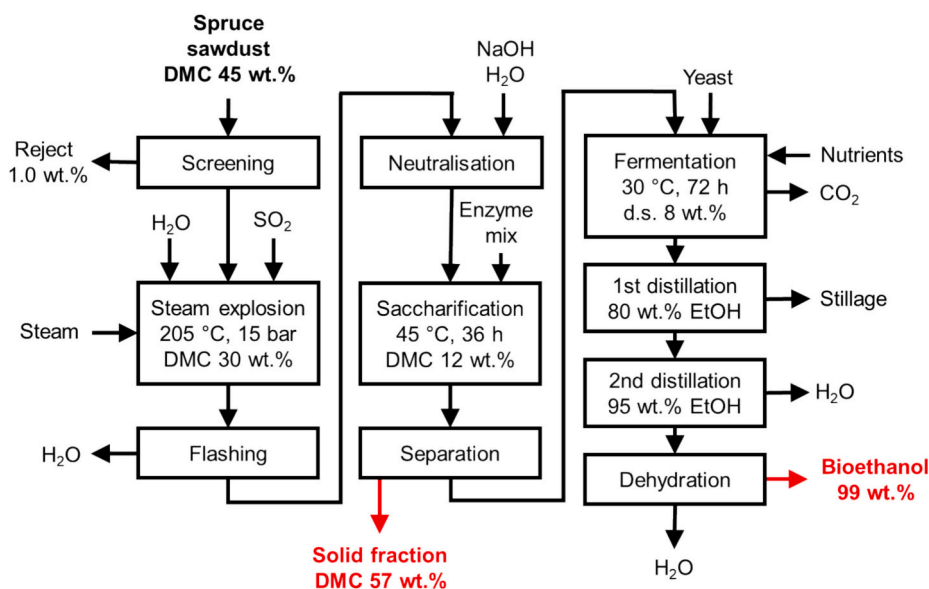 Spruce
sawdust
DMC 45 wt.%
Reject
1.0 wt.%
Screening
H₂O
SO₂
Steam
Steam explosion
205 °C, 15 bar
DMC 30 wt.%
H₂O
Flashing
NaOH
H₂O
Neutralisation
Enzyme
mix
Saccharification
45 °C, 36 h
DMC 12 wt.%
Separation
Solid fraction
DMC 57 wt.%
Yeast
Fermentation
30 °C, 72 h
d.s. 8 wt.%
Nutrients
CO₂
1st distillation
80 wt.% EtOH
Stillage
2nd distillation
95 wt.% EtOH
H₂O
Dehydration
Bioethanol
99 wt.%
H₂O